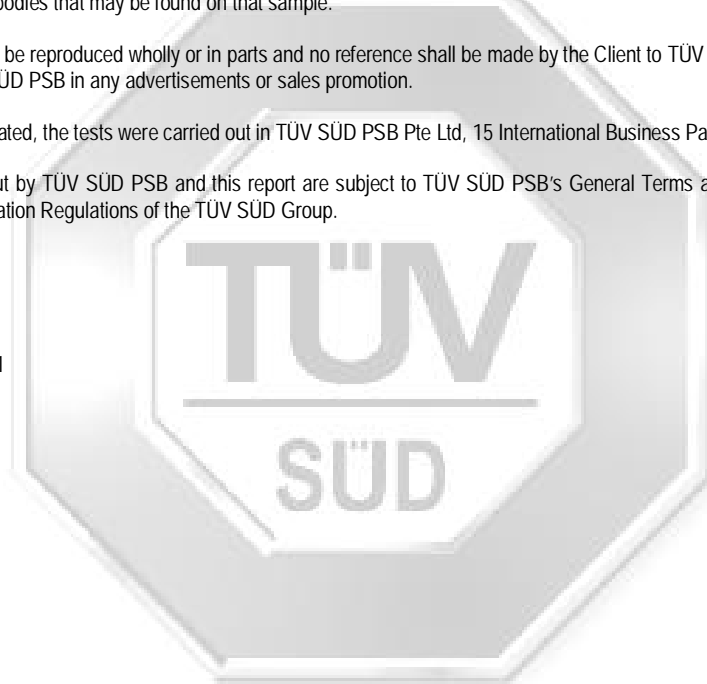 odies that may be found on that sample.
be reproduced wholly or in parts and no reference shall be made by the Client to TÜV
ÜD PSB in any advertisements or sales promotion.
ated, the tests were carried out in TÜV SÜD PSB Pte Ltd, 15 International Business Pa
ut by TÜV SÜD PSB and this report are subject to TÜV SÜD PSB's General Terms a
ation Regulations of the TÜV SÜD Group.
TÜV
SÜD